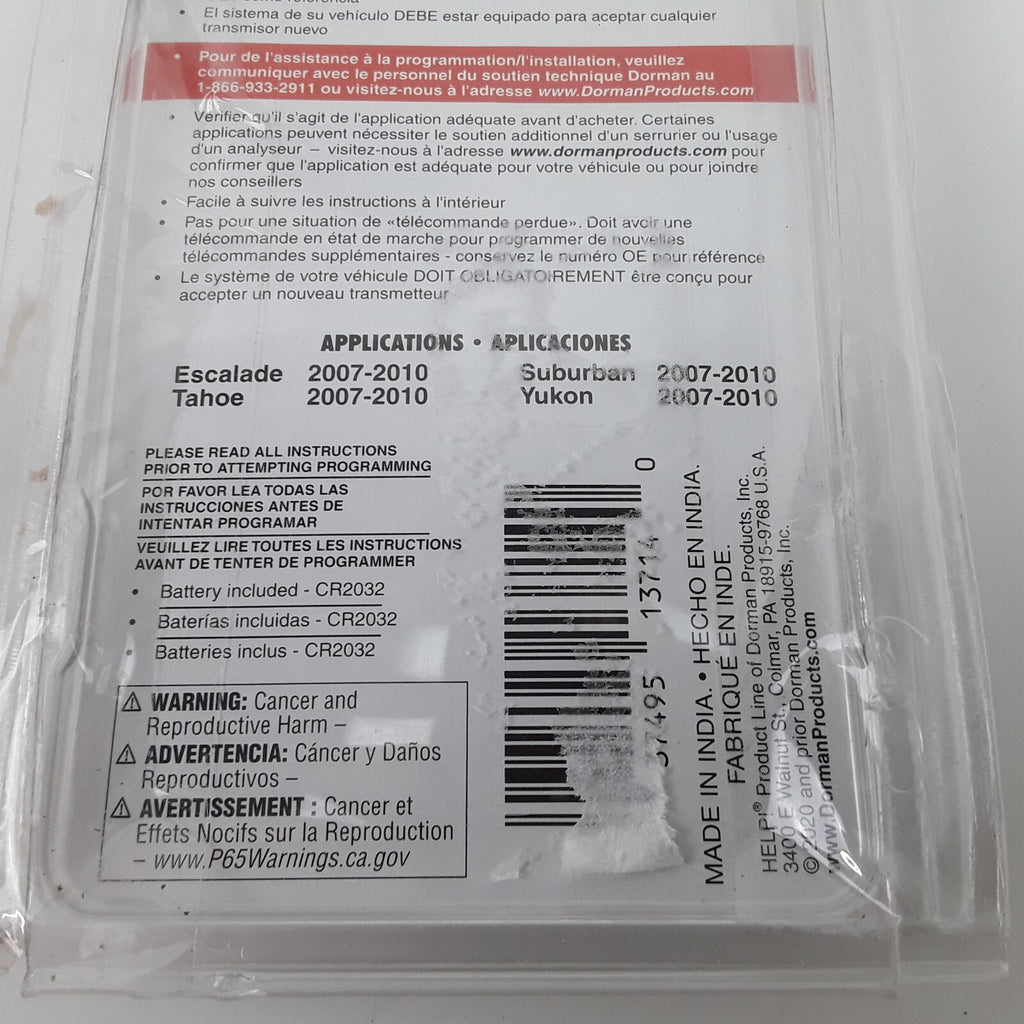 • El sistema de su vehículo DEBE estar equipado para aceptar cualquier
transmisor nuevo
• Pour de l'assistance à la programmation/l'installation, veuillez
communiquer avec le personnel du soutien technique Dorman au
1-866-933-2911 ou visitez-nous à l'adresse www.DormanProducts.com
• Vérifier qu'il s'agit de l'application adéquate avant d'acheter. Certaines
applications peuvent nécessiter le soutien additionnel d'un serrurier ou l'usage
d'un analyseur – visitez-nous à l'adresse www.dormanproducts.com pour
confirmer que l'application est adéquate pour votre véhicule ou pour joindre
nos conseillers
• Facile à suivre les instructions à l'intérieur
• Pas pour une situation de «télécommande perdue». Doit avoir une
télécommande en état de marche pour programmer de nouvelles
télécommandes supplémentaires - conservez le numéro OE pour référence
• Le système de votre véhicule DOIT OBLIGATOIREMENT être conçu pour
accepter un nouveau transmetteur
APPLICATIONS • APLICACIONES
Escalade 2007-2010 Suburban 2007-2010
Tahoe 2007-2010 Yukon 2007-2010
PLEASE READ ALL INSTRUCTIONS
PRIOR TO ATTEMPTING PROGRAMMING
POR FAVOR LEA TODAS LAS
INSTRUCCIONES ANTES DE
INTENTAR PROGRAMAR
VEUILLEZ LIRE TOUTES LES INSTRUCTIONS
AVANT DE TENTER DE PROGRAMMER
• Battery included - CR2032
• Baterías incluidas - CR2032
• Batteries inclus - CR2032
⚠ WARNING: Cancer and
Reproductive Harm –
⚠ ADVERTENCIA: Cáncer y Daños
Reproductivos –
⚠ AVERTISSEMENT : Cancer et
Effets Nocifs sur la Reproduction
– www.P65Warnings.ca.gov
37495 13714 0
MADE IN INDIA. • HECHO EN INDIA.
FABRIQUÉ EN INDE.
HELP!® Product Line of Dorman Products, Inc.
3400 E Walnut St., Colmar, PA 18915-9768 U.S.A.
© 2020 and prior Dorman Products, Inc.
www.DormanProducts.com